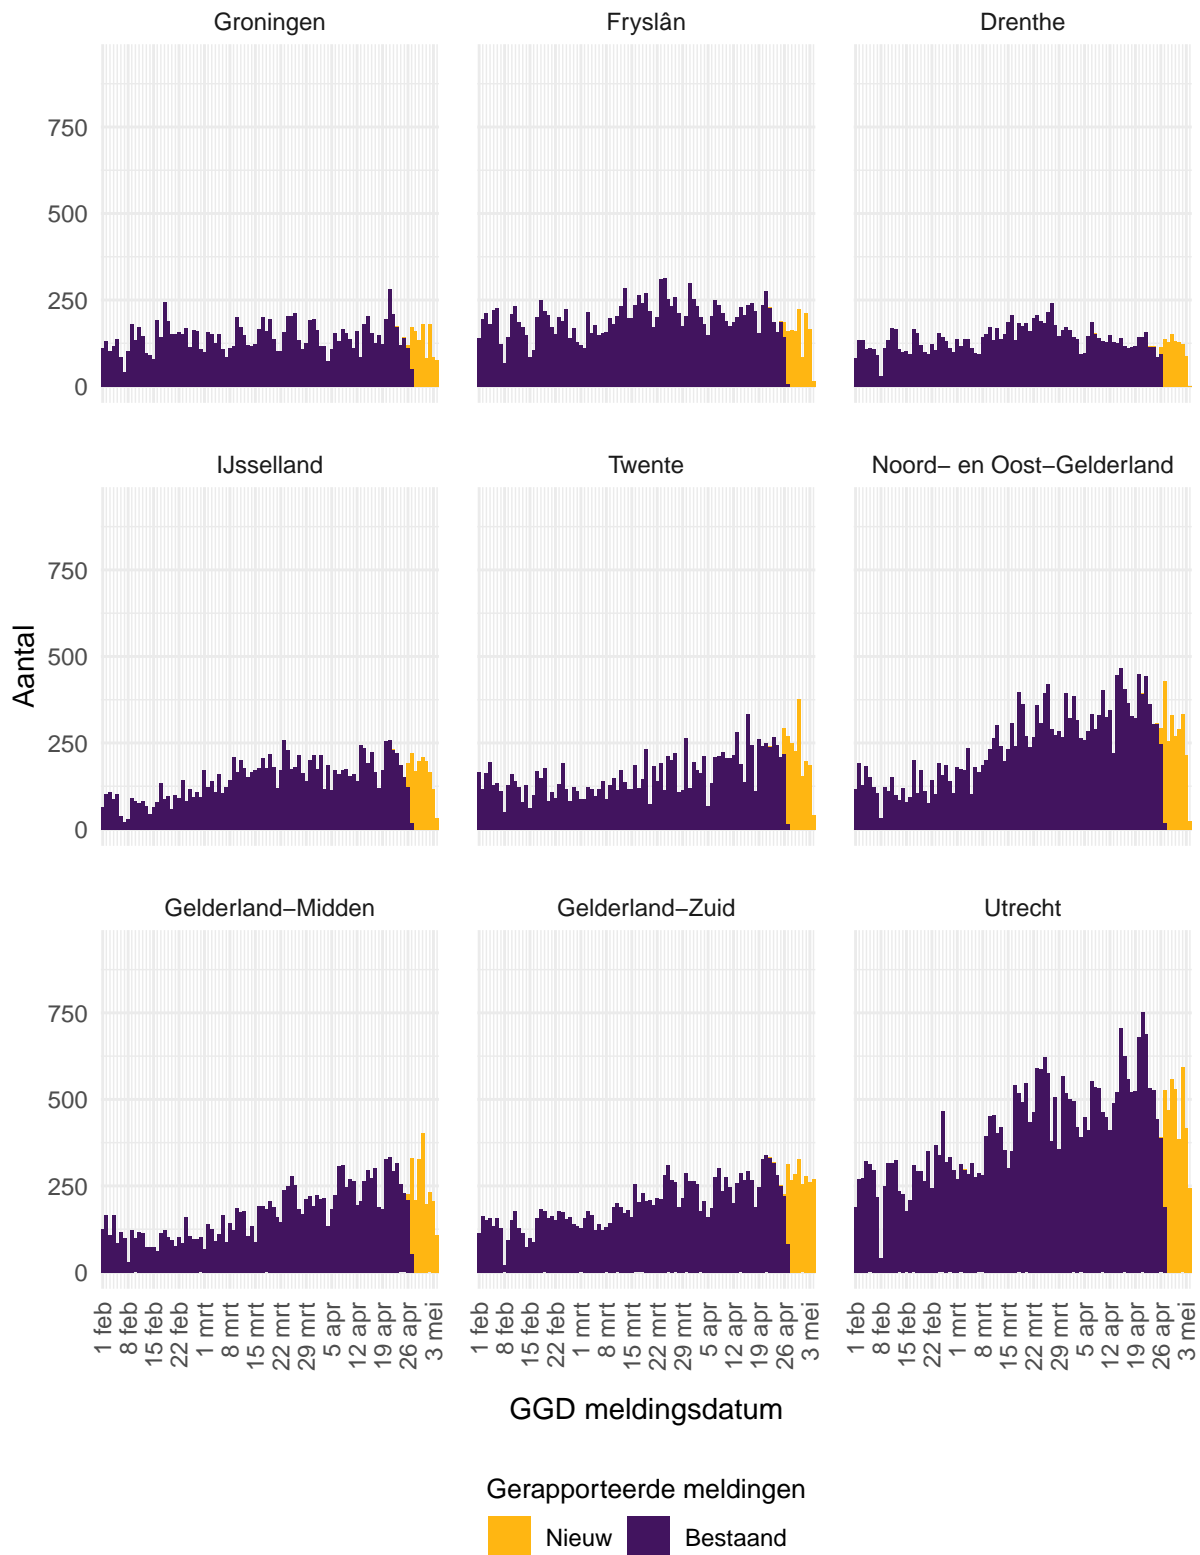 Groningen Fryslân Drenthe
750
500
250
0
IJsselland Twente Noord− en Oost−Gelderland
750
500
250
0
Aantal
Gelderland−Midden Gelderland−Zuid Utrecht
750
500
250
0
1 feb 8 feb 15 feb 22 feb 1 mrt 8 mrt 15 mrt 22 mrt 29 mrt 5 apr 12 apr 19 apr 26 apr 3 mei
1 feb 8 feb 15 feb 22 feb 1 mrt 8 mrt 15 mrt 22 mrt 29 mrt 5 apr 12 apr 19 apr 26 apr 3 mei
1 feb 8 feb 15 feb 22 feb 1 mrt 8 mrt 15 mrt 22 mrt 29 mrt 5 apr 12 apr 19 apr 26 apr 3 mei
GGD meldingsdatum
Gerapporteerde meldingen
Nieuw Bestaand